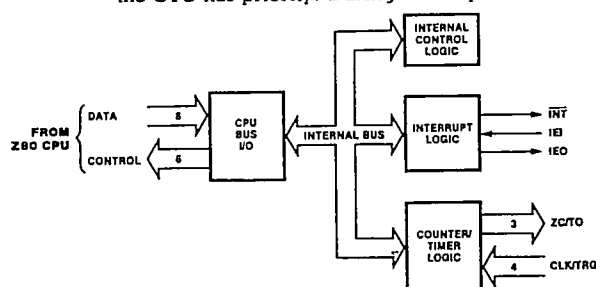 INTERNAL
CONTROL
LOGIC
FROM
Z80 CPU
DATA
8
CONTROL
6
CPU
BUS
I/O
INTERNAL BUS
INTERRUPT
LOGIC
INT
IEI
IEO
COUNTER/
TIMER
LOGIC
3
ZC/TO
4
CLK/TRG